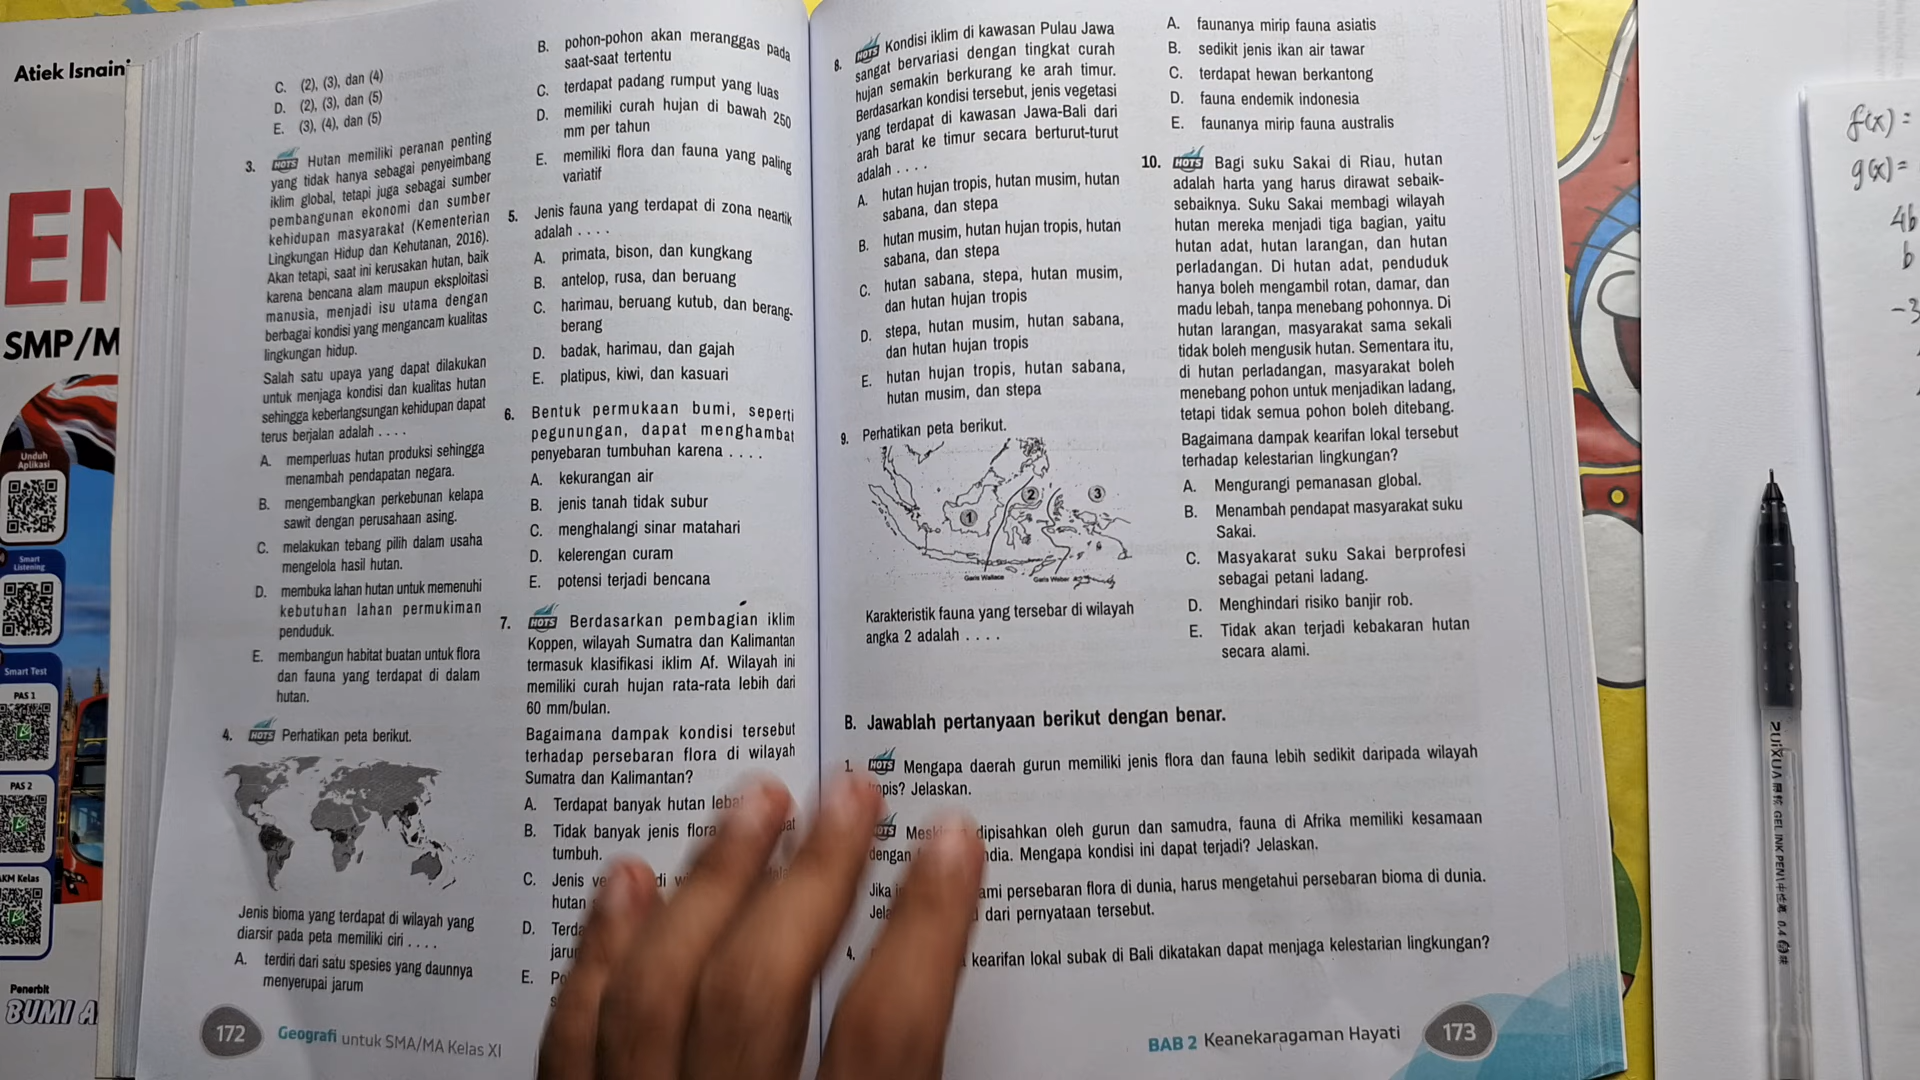 Atiek Isnaini
EN
SMP/M
Unduh
Aplikasi
Smart
Listening
Smart Test
PAS 1
PAS 2
AKM Kelas
Penerbit
BUMI A
C. (2), (3), dan (4)
D. (2), (3), dan (5)
E. (3), (4), dan (5)
3. HOTS Hutan memiliki peranan penting
yang tidak hanya sebagai penyeimbang
iklim global, tetapi juga sebagai sumber
pembangunan ekonomi dan sumber
kehidupan masyarakat (Kementerian
Lingkungan Hidup dan Kehutanan, 2016).
Akan tetapi, saat ini kerusakan hutan, baik
karena bencana alam maupun eksploitasi
manusia, menjadi isu utama dengan
berbagai kondisi yang mengancam kualitas
lingkungan hidup.
Salah satu upaya yang dapat dilakukan
untuk menjaga kondisi dan kualitas hutan
sehingga keberlangsungan kehidupan dapat
terus berjalan adalah . . . .
A. memperluas hutan produksi sehingga
menambah pendapatan negara.
B. mengembangkan perkebunan kelapa
sawit dengan perusahaan asing.
C. melakukan tebang pilih dalam usaha
mengelola hasil hutan.
D. membuka lahan hutan untuk memenuhi
kebutuhan lahan permukiman
penduduk.
E. membangun habitat buatan untuk flora
dan fauna yang terdapat di dalam
hutan.
4. HOTS Perhatikan peta berikut.
Jenis bioma yang terdapat di wilayah yang
diarsir pada peta memiliki ciri . . . .
A. terdiri dari satu spesies yang daunnya
menyerupai jarum
172 Geografi untuk SMA/MA Kelas XI
B. pohon-pohon akan meranggas pada
saat-saat tertentu
C. terdapat padang rumput yang luas
D. memiliki curah hujan di bawah 250
mm per tahun
E. memiliki flora dan fauna yang paling
variatif
5. Jenis fauna yang terdapat di zona neartik
adalah . . . .
A. primata, bison, dan kungkang
B. antelop, rusa, dan beruang
C. harimau, beruang kutub, dan berang-
berang
D. badak, harimau, dan gajah
E. platipus, kiwi, dan kasuari
6. Bentuk permukaan bumi, seperti
pegunungan, dapat menghambat
penyebaran tumbuhan karena . . . .
A. kekurangan air
B. jenis tanah tidak subur
C. menghalangi sinar matahari
D. kelerengan curam
E. potensi terjadi bencana
7. HOTS Berdasarkan pembagian iklim
Koppen, wilayah Sumatra dan Kalimantan
termasuk klasifikasi iklim Af. Wilayah ini
memiliki curah hujan rata-rata lebih dari
60 mm/bulan.
Bagaimana dampak kondisi tersebut
terhadap persebaran flora di wilayah
Sumatra dan Kalimantan?
A. Terdapat banyak hutan
B. Tidak banyak jenis flora
tumbuh.
C. Jenis
hutan
D.
E.
8. HOTS Kondisi iklim di kawasan Pulau Jawa
sangat bervariasi dengan tingkat curah
hujan semakin berkurang ke arah timur.
Berdasarkan kondisi tersebut, jenis vegetasi
yang terdapat di kawasan Jawa-Bali dari
arah barat ke timur secara berturut-turut
adalah . . . .
A. hutan hujan tropis, hutan musim, hutan
sabana, dan stepa
B. hutan musim, hutan hujan tropis, hutan
sabana, dan stepa
C. hutan sabana, stepa, hutan musim,
dan hutan hujan tropis
D. stepa, hutan musim, hutan sabana,
dan hutan hujan tropis
E. hutan hujan tropis, hutan sabana,
hutan musim, dan stepa
9. Perhatikan peta berikut.
1
2
3
Garis Wallace
Garis Weber
Karakteristik fauna yang tersebar di wilayah
angka 2 adalah . . . .
A. faunanya mirip fauna asiatis
B. sedikit jenis ikan air tawar
C. terdapat hewan berkantong
D. fauna endemik indonesia
E. faunanya mirip fauna australis
10. HOTS Bagi suku Sakai di Riau, hutan
adalah harta yang harus dirawat sebaik-
sebaiknya. Suku Sakai membagi wilayah
hutan mereka menjadi tiga bagian, yaitu
hutan adat, hutan larangan, dan hutan
perladangan. Di hutan adat, penduduk
hanya boleh mengambil rotan, damar, dan
madu lebah, tanpa menebang pohonnya. Di
hutan larangan, masyarakat sama sekali
tidak boleh mengusik hutan. Sementara itu,
di hutan perladangan, masyarakat boleh
menebang pohon untuk menjadikan ladang,
tetapi tidak semua pohon boleh ditebang.
Bagaimana dampak kearifan lokal tersebut
terhadap kelestarian lingkungan?
A. Mengurangi pemanasan global.
B. Menambah pendapat masyarakat suku
Sakai.
C. Masyakarat suku Sakai berprofesi
sebagai petani ladang.
D. Menghindari risiko banjir rob.
E. Tidak akan terjadi kebakaran hutan
secara alami.
B. Jawablah pertanyaan berikut dengan benar.
1. HOTS Mengapa daerah gurun memiliki jenis flora dan fauna lebih sedikit daripada wilayah
tropis? Jelaskan.
HOTS dipisahkan oleh gurun dan samudra, fauna di Afrika memiliki kesamaan
dengan India. Mengapa kondisi ini dapat terjadi? Jelaskan.
Jika persebaran flora di dunia, harus mengetahui persebaran bioma di dunia.
dari pernyataan tersebut.
4. kearifan lokal subak di Bali dikatakan dapat menjaga kelestarian lingkungan?
BAB 2 Keanekaragaman Hayati 173
f(x) =
g(x) =
4b
b
-3
ZUIXUA
GEL INK PEN
0.4